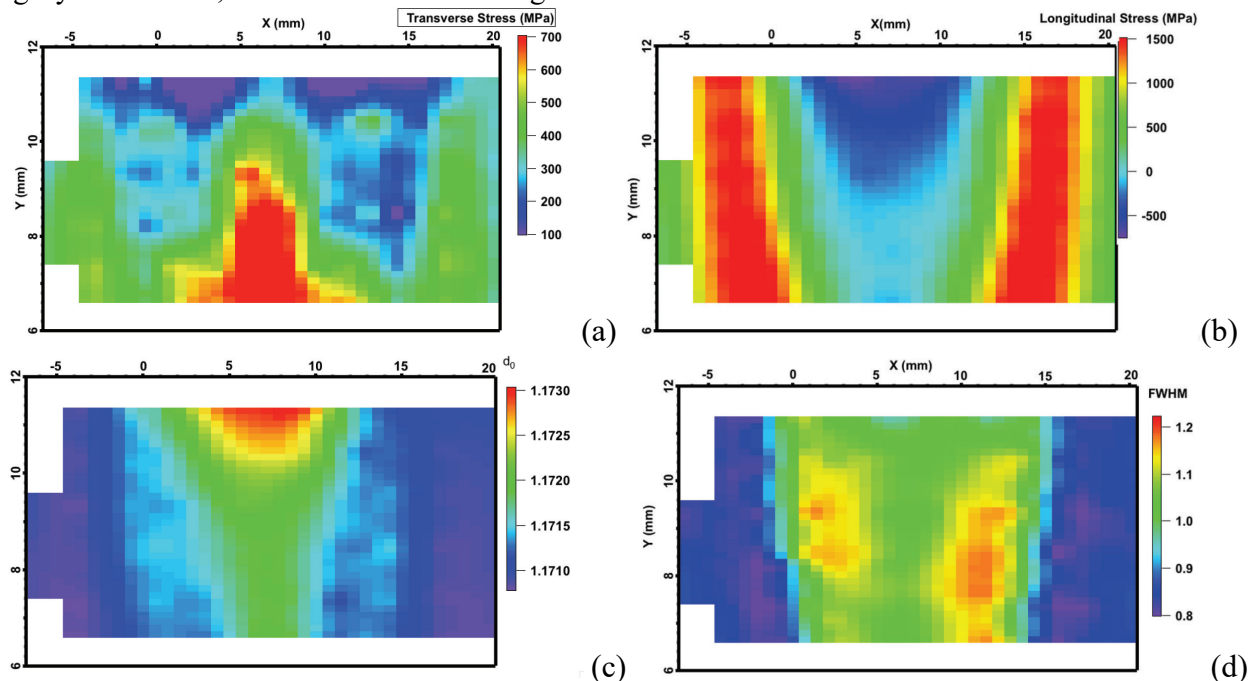 Transverse Stress (MPa)
X (mm)
-5 0 5 10 15 20
12
10
8
6
Y (mm)
700
600
500
400
300
200
100
(a)
Longitudinal Stress (MPa)
X(mm)
-5 0 5 10 15 20
12
10
8
6
Y (mm)
1500
1000
500
0
-500
(b)
d0
-5 0 5 10 15 20
12
10
8
6
Y (mm)
1.1730
1.1725
1.1720
1.1715
1.1710
(c)
X (mm)
-5 0 5 10 15 20
12
10
8
6
Y (mm)
FWHM
1.2
1.1
1.0
0.9
0.8
(d)